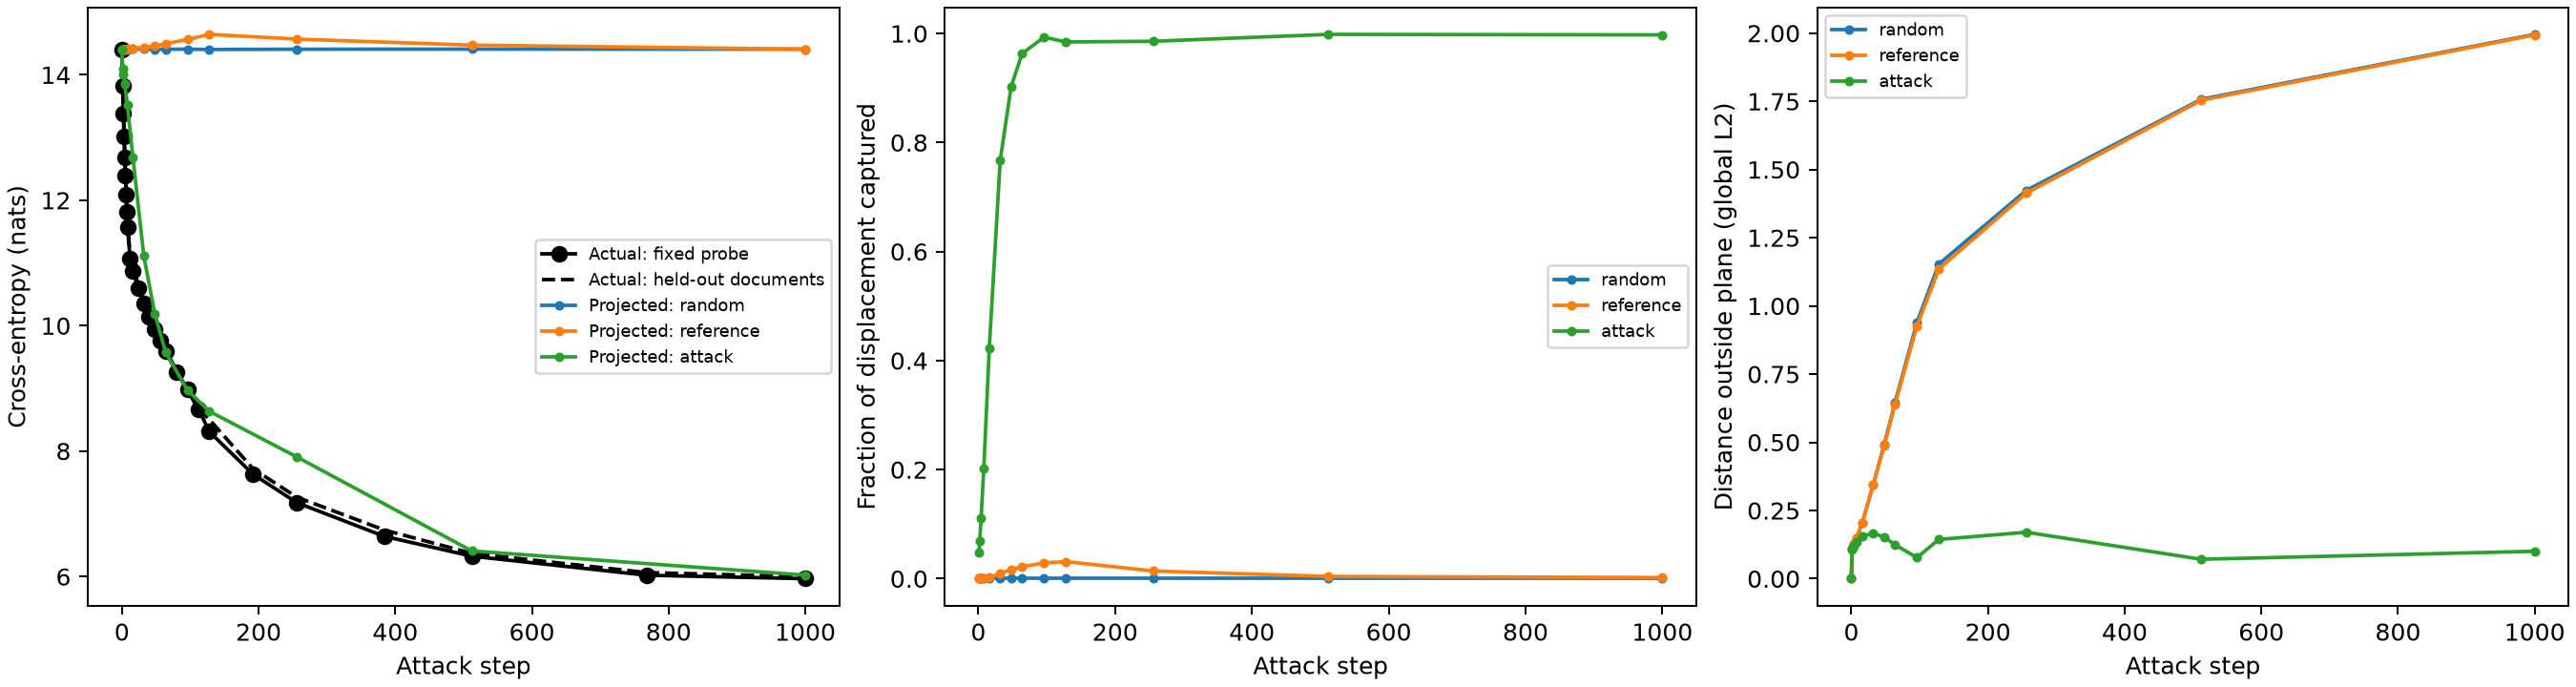 14
12
10
8
6
Cross-entropy (nats)
0
200
400
600
800
1000
Attack step
Actual: fixed probe
Actual: held-out documents
Projected: random
Projected: reference
Projected: attack
1.0
0.8
0.6
0.4
0.2
0.0
Fraction of displacement captured
0
200
400
600
800
1000
Attack step
random
reference
attack
2.00
1.75
1.50
1.25
1.00
0.75
0.50
0.25
0.00
Distance outside plane (global L2)
0
200
400
600
800
1000
Attack step
random
reference
attack